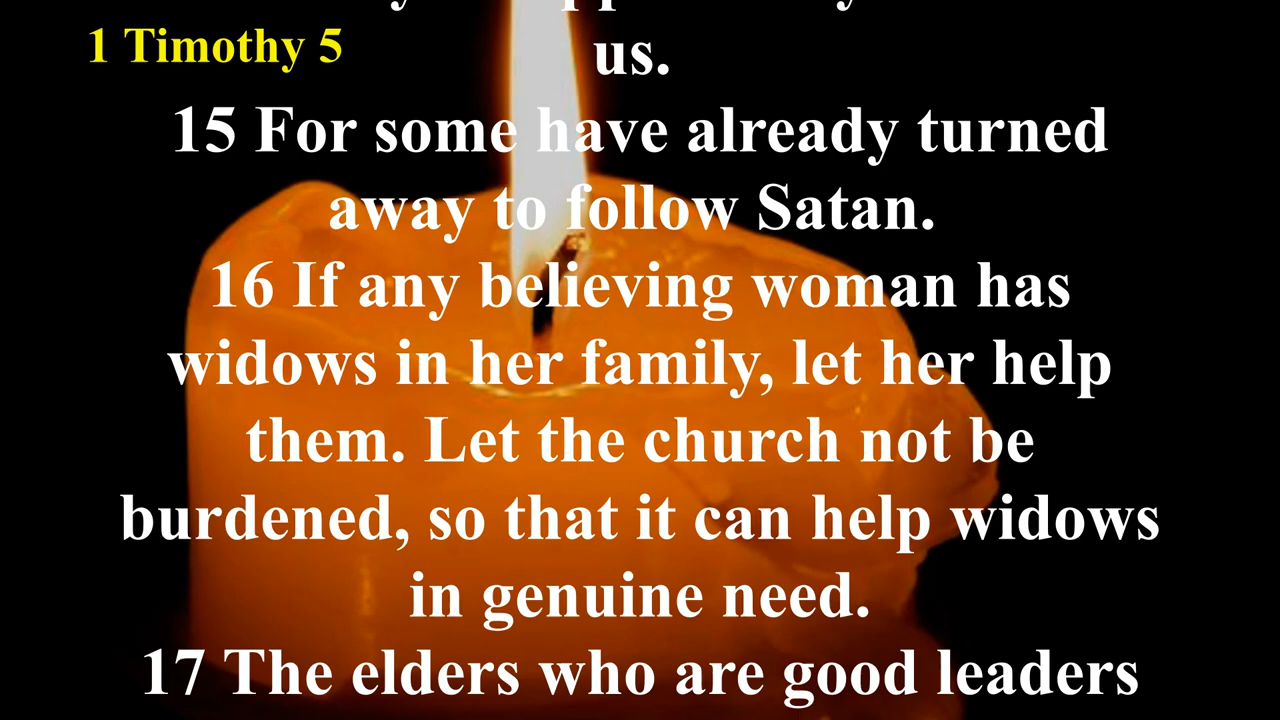 1 Timothy 5
us.
15 For some have already turned
away to follow Satan.
16 If any believing woman has
widows in her family, let her help
them. Let the church not be
burdened, so that it can help widows
in genuine need.
17 The elders who are good leaders